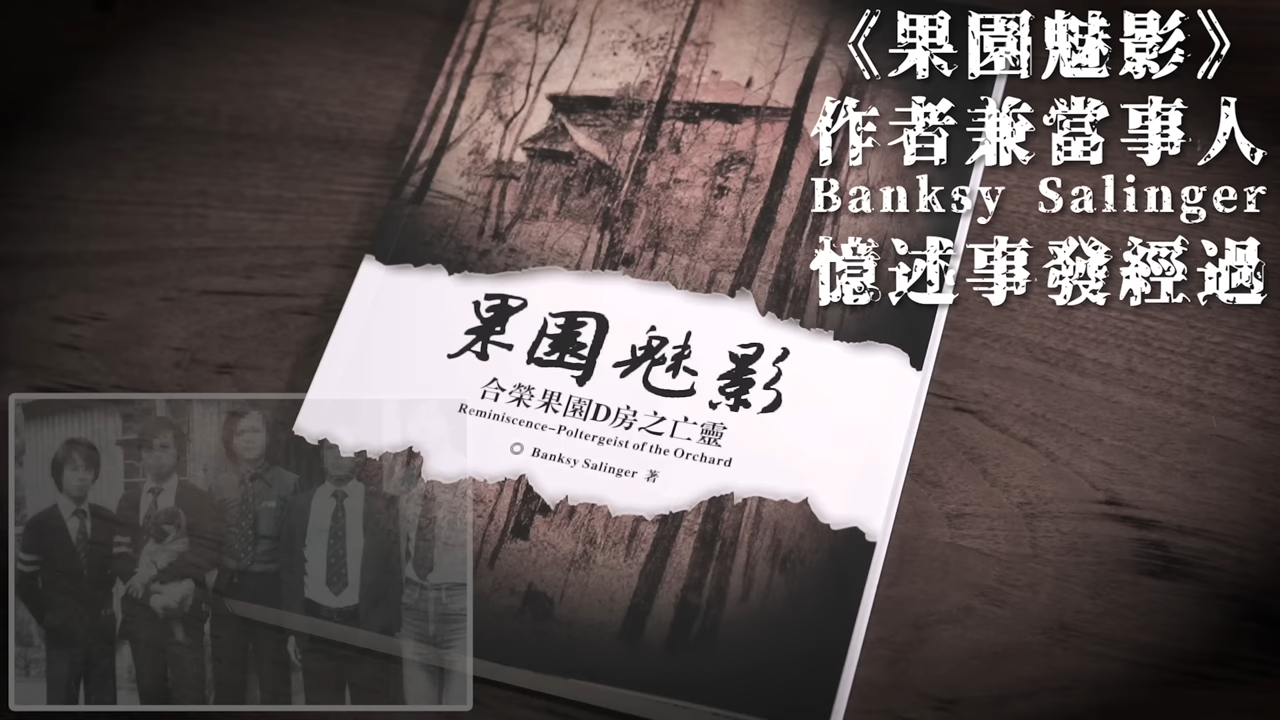 《果園魅影》
作者兼當事人
Banksy Salinger
憶述事發經過
果園魅影
合榮果園D房之亡靈
Reminiscence-Poltergeist of the Orchard
◎ Banksy Salinger 著